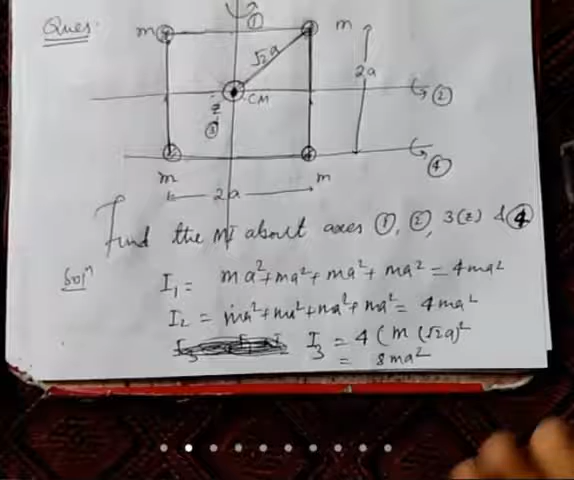 Ques.
m
①
m
√2a
2a
CM
②
z
③
④
m
m
2a
Find the MI about axes ①, ②, 3(z) & ④
Solⁿ
I₁ = ma²+ma²+ma²+ma² = 4ma²
I₂ = ma²+ma²+ma²+ma² = 4ma²
I₃ = 4(m(√2a)²
= 8ma²